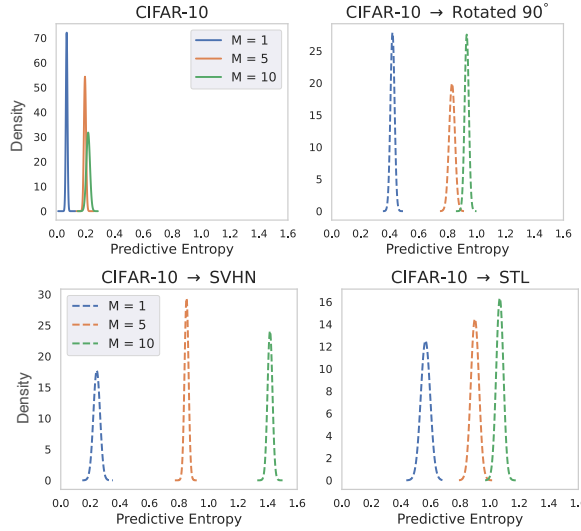 CIFAR-10
Density
70
60
50
40
30
20
10
0
M = 1
M = 5
M = 10
0.0 0.2 0.4 0.6 0.8 1.0 1.2 1.4 1.6
Predictive Entropy
CIFAR-10 → Rotated 90°
25
20
15
10
5
0
0.0 0.2 0.4 0.6 0.8 1.0 1.2 1.4 1.6
Predictive Entropy
CIFAR-10 → SVHN
Density
30
25
20
15
10
5
0
M = 1
M = 5
M = 10
0.0 0.2 0.4 0.6 0.8 1.0 1.2 1.4 1.6
Predictive Entropy
CIFAR-10 → STL
16
14
12
10
8
6
4
2
0
0.0 0.2 0.4 0.6 0.8 1.0 1.2 1.4 1.6
Predictive Entropy